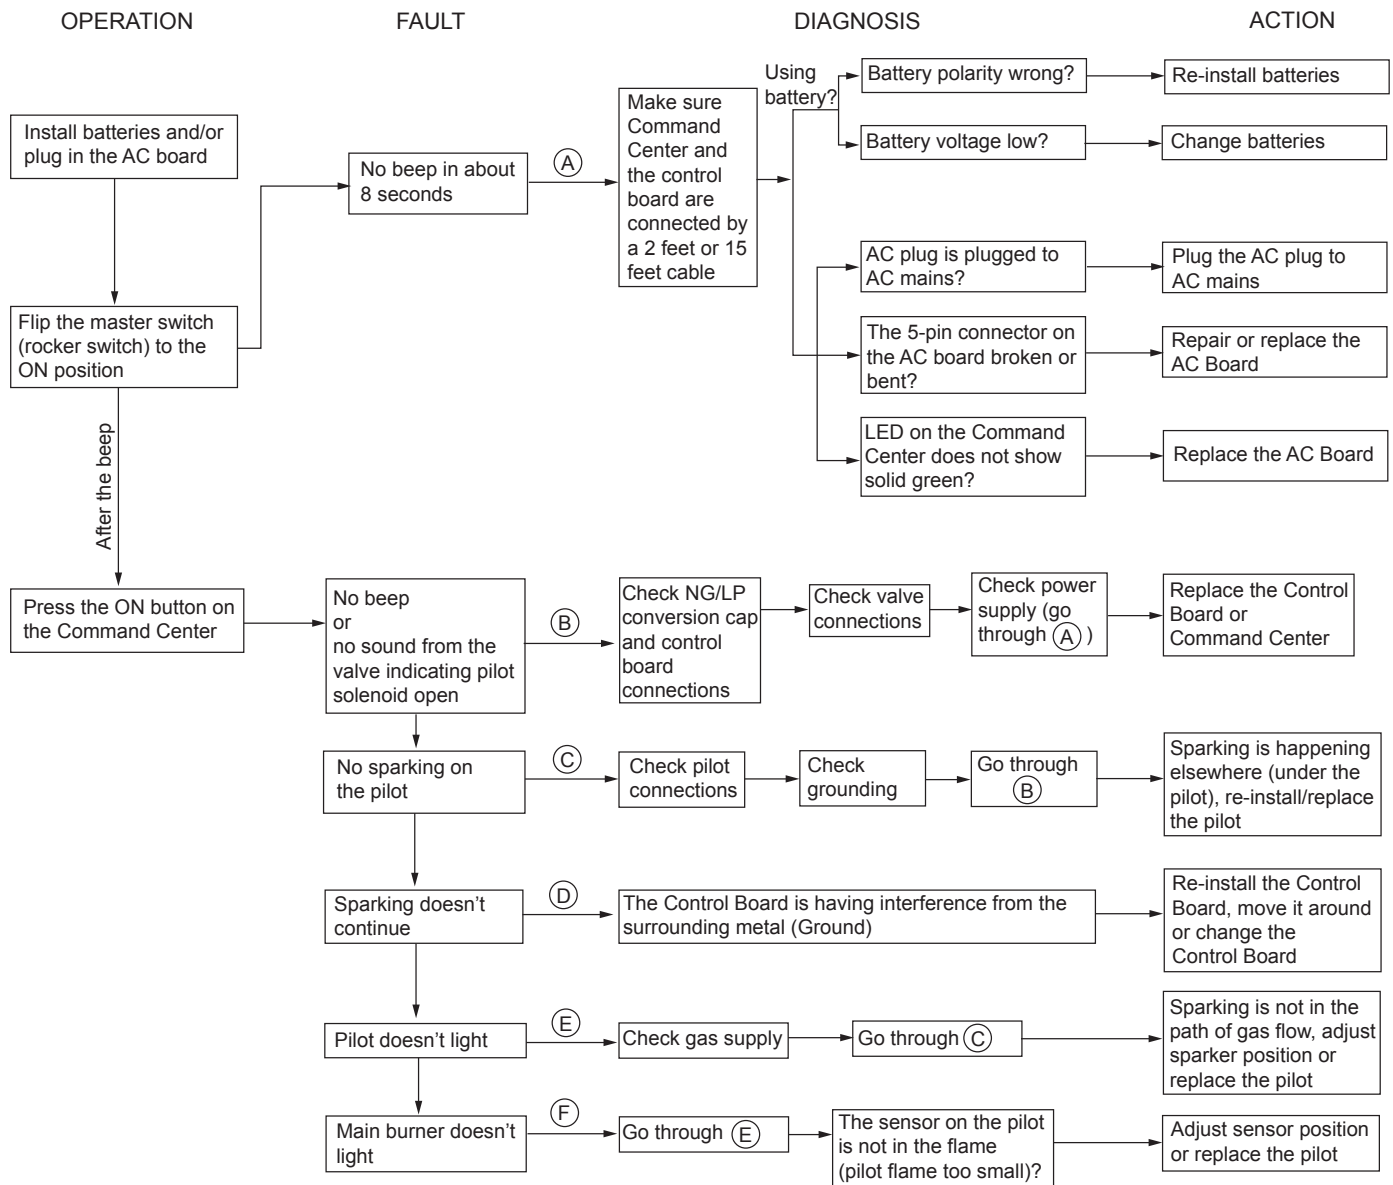 OPERATION
FAULT
DIAGNOSIS
ACTION
Install batteries and/or
plug in the AC board
Flip the master switch
(rocker switch) to the
ON position
After the beep
Press the ON button on
the Command Center
No beep in about
8 seconds
A
Make sure
Command
Center and
the control
board are
connected by
a 2 feet or 15
feet cable
Using
battery?
Battery polarity wrong?
Re-install batteries
Battery voltage low?
Change batteries
AC plug is plugged to
AC mains?
Plug the AC plug to
AC mains
The 5-pin connector on
the AC board broken or
bent?
Repair or replace the
AC Board
LED on the Command
Center does not show
solid green?
Replace the AC Board
No beep
or
no sound from the
valve indicating pilot
solenoid open
B
Check NG/LP
conversion cap
and control
board
connections
Check valve
connections
Check power
supply (go
through A )
Replace the Control
Board or
Command Center
No sparking on
the pilot
C
Check pilot
connections
Check
grounding
Go through
B
Sparking is happening
elsewhere (under the
pilot), re-install/replace
the pilot
Sparking doesn't
continue
D
The Control Board is having interference from the
surrounding metal (Ground)
Re-install the Control
Board, move it around
or change the
Control Board
Pilot doesn't light
E
Check gas supply
Go through C
Sparking is not in the
path of gas flow, adjust
sparker position or
replace the pilot
Main burner doesn't
light
F
Go through E
The sensor on the pilot
is not in the flame
(pilot flame too small)?
Adjust sensor position
or replace the pilot